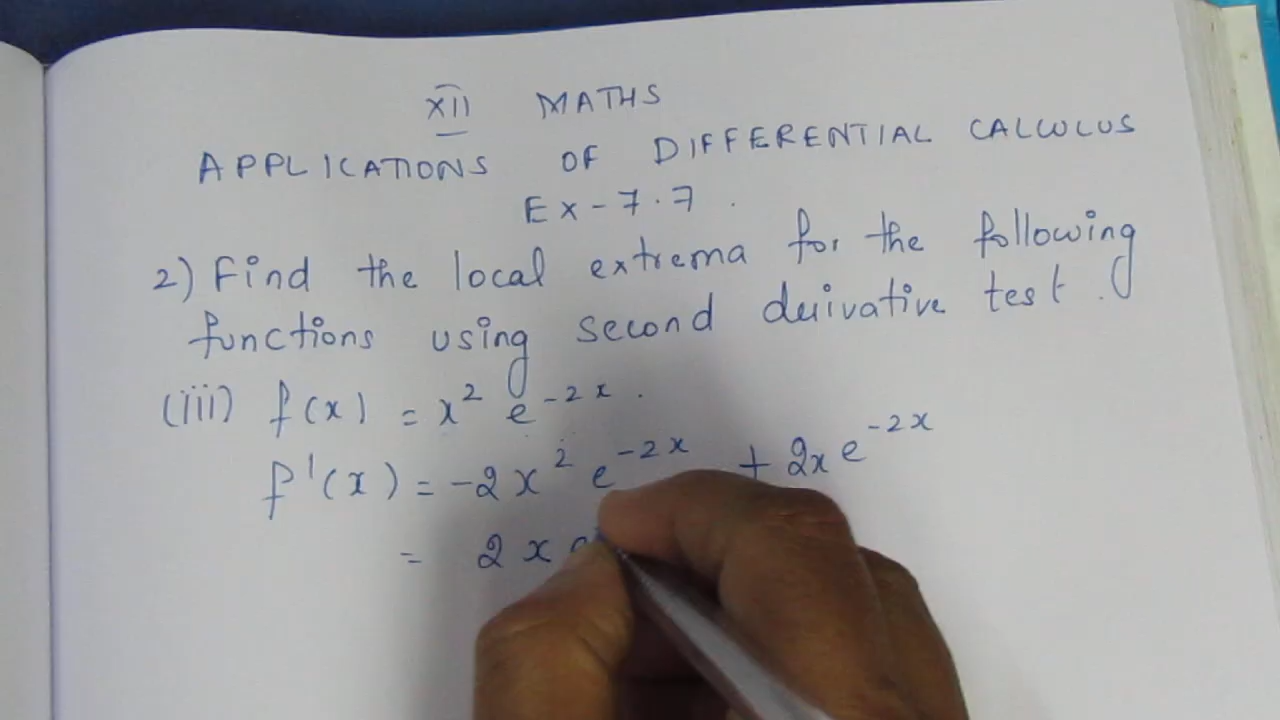 XII MATHS
APPLICATIONS OF DIFFERENTIAL CALCULUS
Ex-7.7.
2) Find the local extrema for the following
functions using second derivative test.
(iii) f(x) = x² e⁻²ˣ.
f'(x) = -2x² e⁻²ˣ + 2x e⁻²ˣ
= 2x